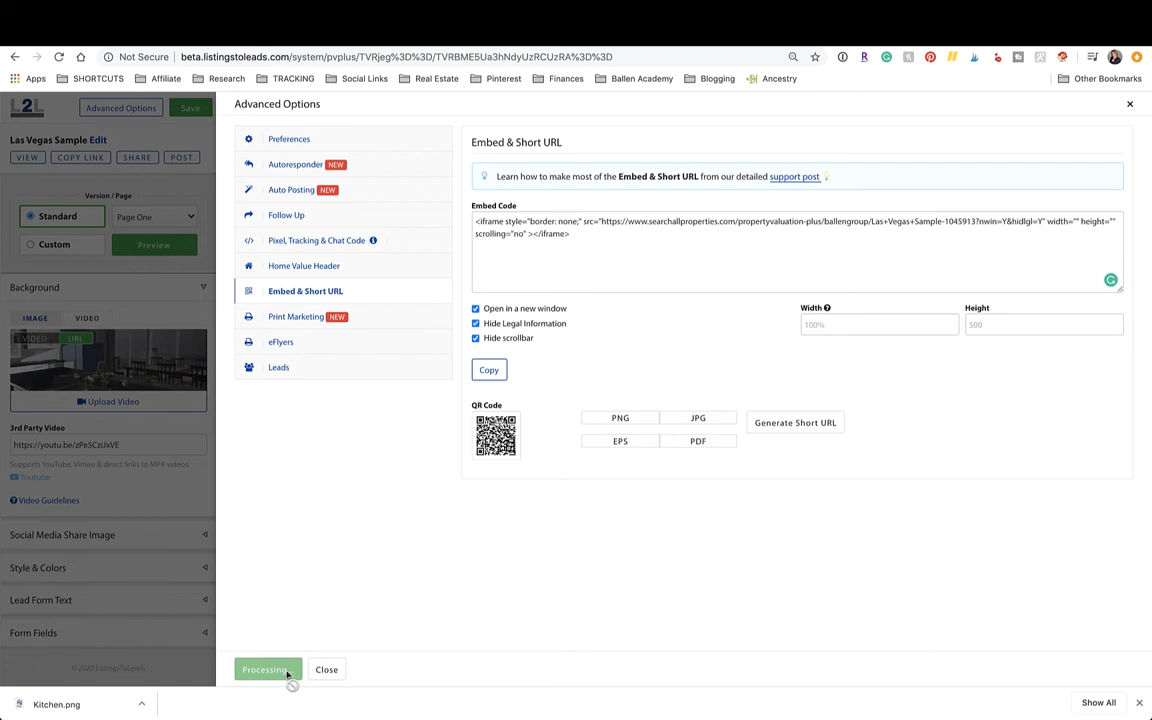 Not Secure
beta.listingstoleads.com/system/pvplus/TVRjeg%3D%3D/TVRBME5Ua3hNdyUzRCUzRA%3D%3D
Apps SHORTCUTS Affiliate Research TRACKING Social Links Real Estate Pinterest Finances Ballen Academy Blogging Ancestry Other Bookmarks
L2L
Advanced Options
Save
Las Vegas Sample Edit
VIEW COPY LINK SHARE POST
Version / Page
Standard
Page One
Custom
Preview
Background
IMAGE VIDEO
VIDEO URL
Upload Video
3rd Party Video
https://youtu.be/zPe5CzUxVE
Supports YouTube, Vimeo & direct links to MP4 videos
Youtube
Video Guidelines
Social Media Share Image
Style & Colors
Lead Form Text
Form Fields
© 2020 ListingsToLeads
Advanced Options
Preferences
Autoresponder NEW
Auto Posting NEW
Follow Up
Pixel, Tracking & Chat Code
Home Value Header
Embed & Short URL
Print Marketing NEW
eFlyers
Leads
Embed & Short URL
Learn how to make most of the Embed & Short URL from our detailed support post
Embed Code
<iframe style="border: none;" src="https://www.searchallproperties.com/propertyvaluation-plus/ballengroup/Las+Vegas+Sample-1045913?nwin=Y&hidlgl=Y" width="" height=""
scrolling="no" ></iframe>
Open in a new window
Hide Legal Information
Hide scrollbar
Width
100%
Height
500
Copy
QR Code
PNG JPG
EPS PDF
Generate Short URL
Processing..
Close
Kitchen.png
Show All